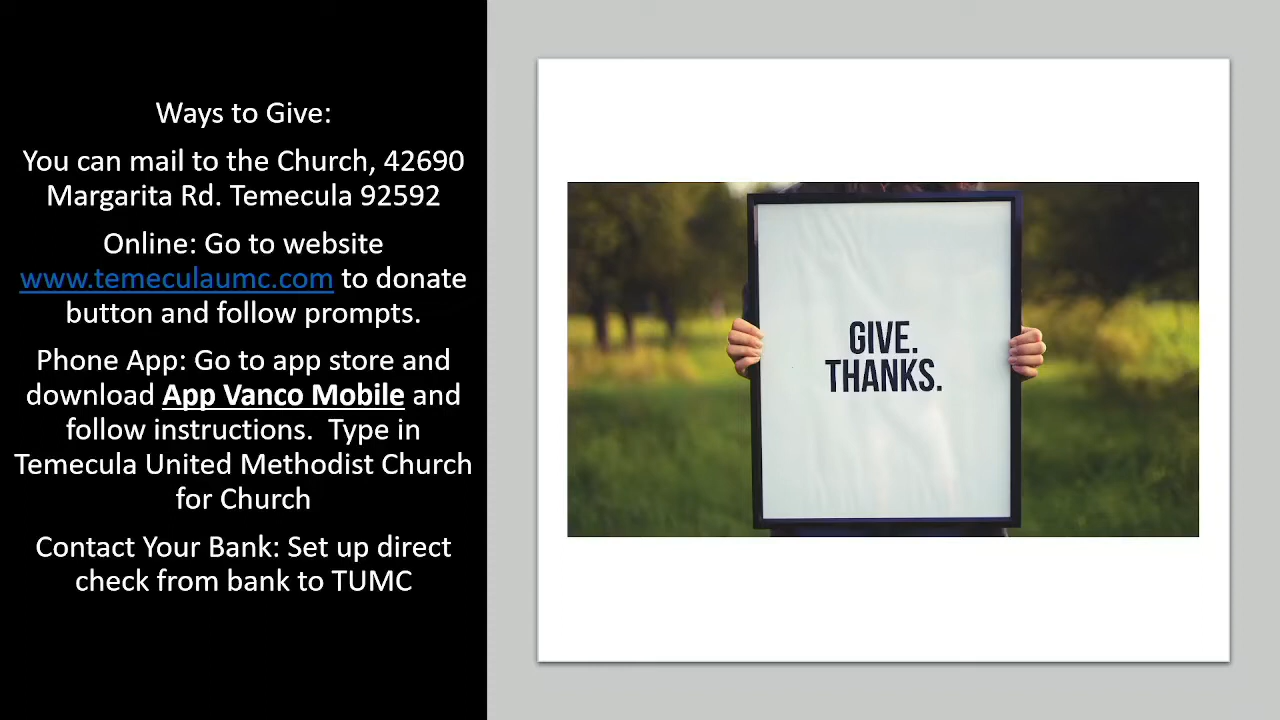 Ways to Give:
You can mail to the Church, 42690
Margarita Rd. Temecula 92592
Online: Go to website
www.temeculaumc.com to donate
button and follow prompts.
Phone App: Go to app store and
download App Vanco Mobile and
follow instructions.  Type in
Temecula United Methodist Church
for Church
Contact Your Bank: Set up direct
check from bank to TUMC
GIVE.
THANKS.